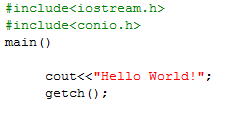 #include<iostream.h>
#include<conio.h>
main()
cout<<"Hello World!";
getch();